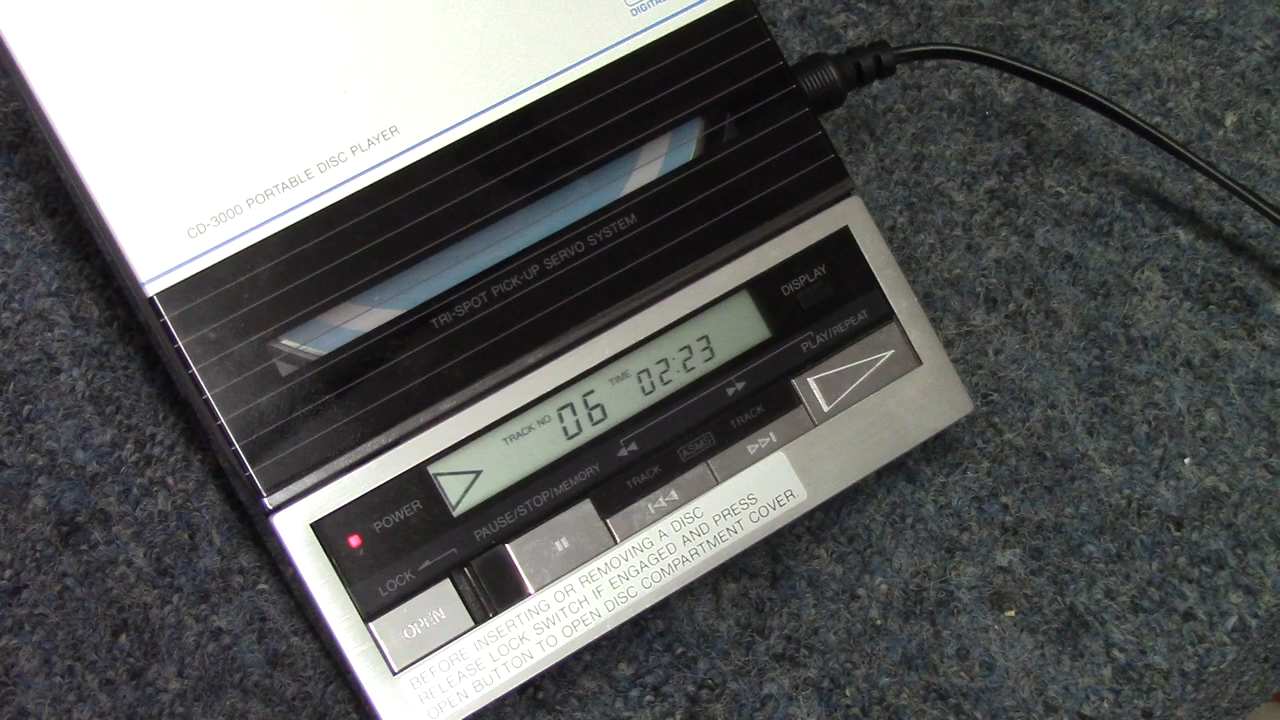 DIGITAL
CD-3000 PORTABLE DISC PLAYER
TRI-SPOT PICK-UP SERVO SYSTEM
DISPLAY
TRACK NO 06 TIME 02:23
PLAY/REPEAT
POWER
PAUSE/STOP/MEMORY
TRACK ASMS TRACK
LOCK
OPEN
BEFORE INSERTING OR REMOVING A DISC
RELEASE LOCK SWITCH IF ENGAGED AND PRESS
OPEN BUTTON TO OPEN DISC COMPARTMENT COVER.